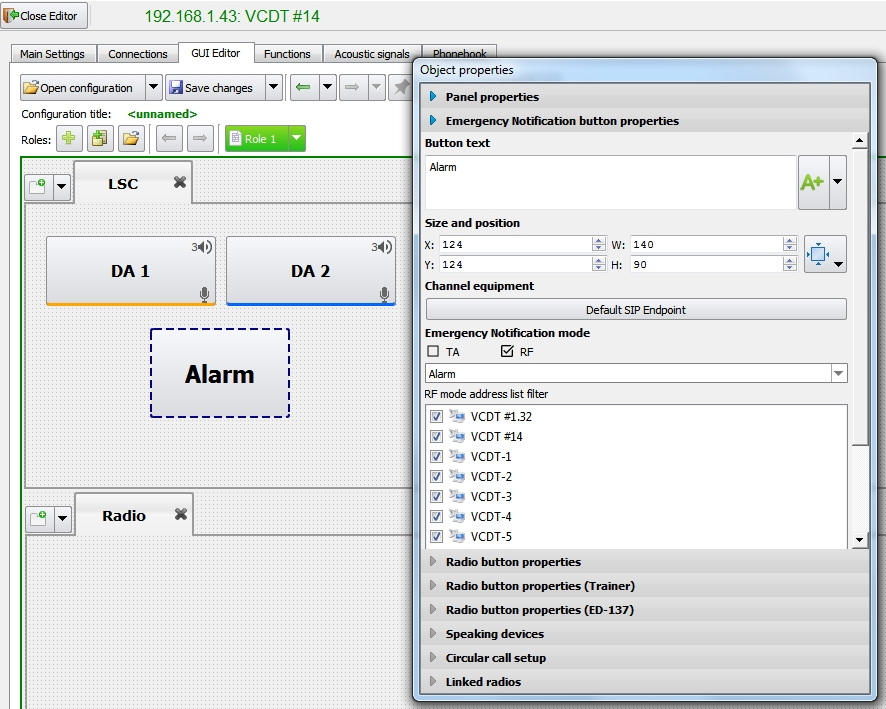 Close Editor
192.168.1.43: VCDT #14
Main Settings
Connections
GUI Editor
Functions
Acoustic signals
Phonebook
Open configuration
Save changes
Configuration title: <unnamed>
Roles:
Role 1
LSC
3
DA 1
3
DA 2
Alarm
Radio
Object properties
Panel properties
Emergency Notification button properties
Button text
Alarm
A+
Size and position
X: 124 W: 140
Y: 124 H: 90
Channel equipment
Default SIP Endpoint
Emergency Notification mode
TA RF
Alarm
RF mode address list filter
VCDT #1.32
VCDT #14
VCDT-1
VCDT-2
VCDT-3
VCDT-4
VCDT-5
Radio button properties
Radio button properties (Trainer)
Radio button properties (ED-137)
Speaking devices
Circular call setup
Linked radios